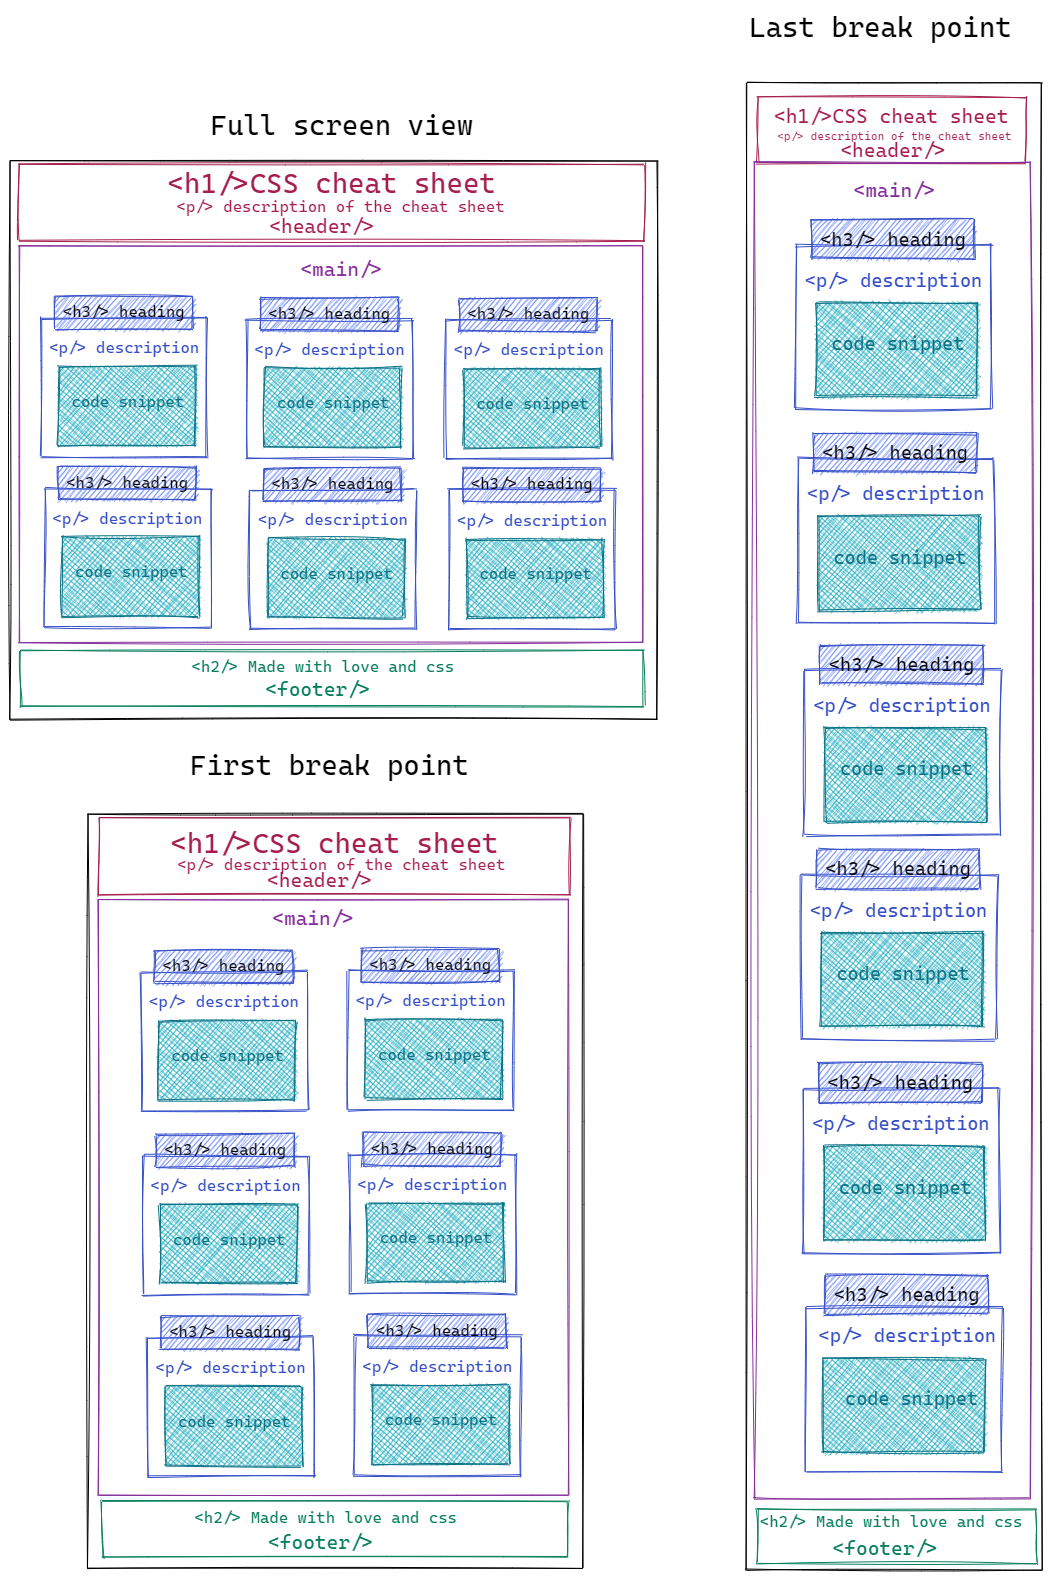 Full screen view
<h1/>CSS cheat sheet
<p/> description of the cheat sheet
<header/>
<main/>
<h3/> heading
<p/> description
code snippet
<h3/> heading
<p/> description
code snippet
<h3/> heading
<p/> description
code snippet
<h3/> heading
<p/> description
code snippet
<h3/> heading
<p/> description
code snippet
<h3/> heading
<p/> description
code snippet
<h2/> Made with love and css
<footer/>
First break point
<h1/>CSS cheat sheet
<p/> description of the cheat sheet
<header/>
<main/>
<h3/> heading
<p/> description
code snippet
<h3/> heading
<p/> description
code snippet
<h3/> heading
<p/> description
code snippet
<h3/> heading
<p/> description
code snippet
<h3/> heading
<p/> description
code snippet
<h3/> heading
<p/> description
code snippet
<h2/> Made with love and css
<footer/>
Last break point
<h1/>CSS cheat sheet
<p/> description of the cheat sheet
<header/>
<main/>
<h3/> heading
<p/> description
code snippet
<h3/> heading
<p/> description
code snippet
<h3/> heading
<p/> description
code snippet
<h3/> heading
<p/> description
code snippet
<h3/> heading
<p/> description
code snippet
<h3/> heading
<p/> description
code snippet
<h2/> Made with love and css
<footer/>